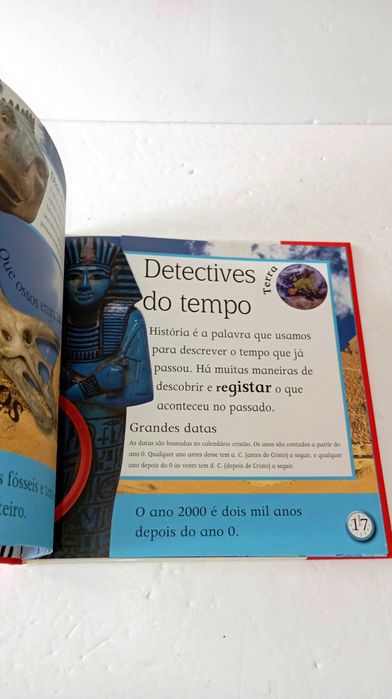 Que ossos
s fósseis e
teiro.
Detectives
do tempo
Terra
História é a palavra que usamos
para descrever o tempo que já
passou. Há muitas maneiras de
descobrir e registar o que
aconteceu no passado.
Grandes datas
As datas são baseadas no calendário cristão. Os anos são contados a partir do
ano 0. Qualquer ano antes desse tem a. C. (antes de Cristo) a seguir, e qualquer
ano depois do 0 às vezes tem d. C. (depois de Cristo) a seguir.
O ano 2000 é dois mil anos
depois do ano 0.
17